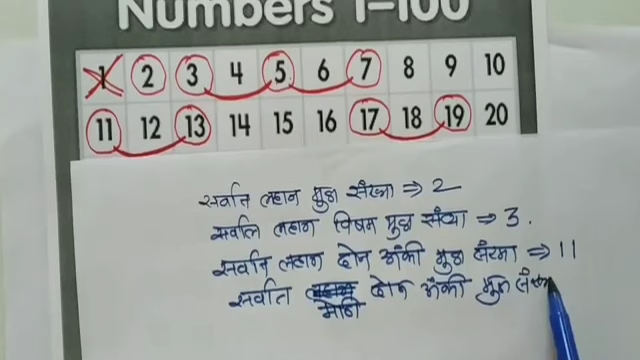 Numbers 1-100
1 2 3 4 5 6 7 8 9 10
11 12 13 14 15 16 17 18 19 20
सर्वात लहान मुळ संख्या ⇒ 2
सर्वात लहान विषम मुळ संख्या ⇒ 3.
सर्वात लहान दोन अंकी मुळ संख्या ⇒ 11
सर्वात मोठी दोन अंकी मुळ संख्या